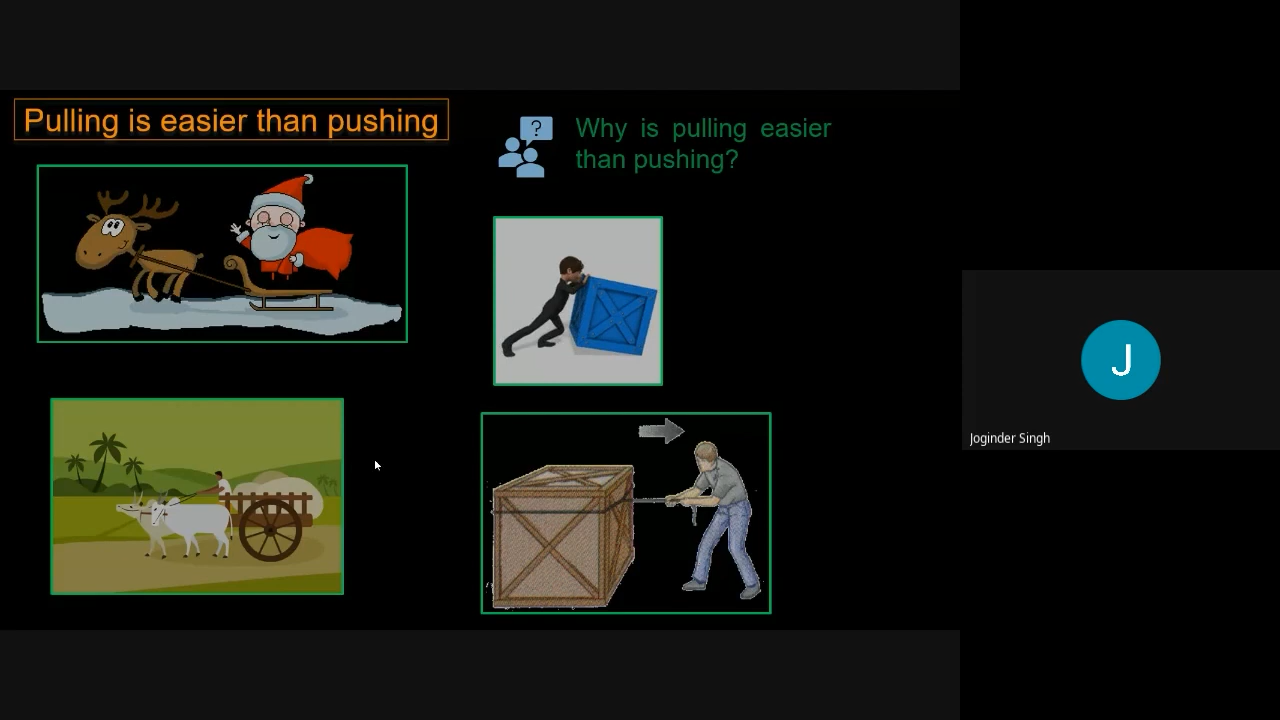 Pulling is easier than pushing
?
Why is pulling easier
than pushing?
J
Joginder Singh